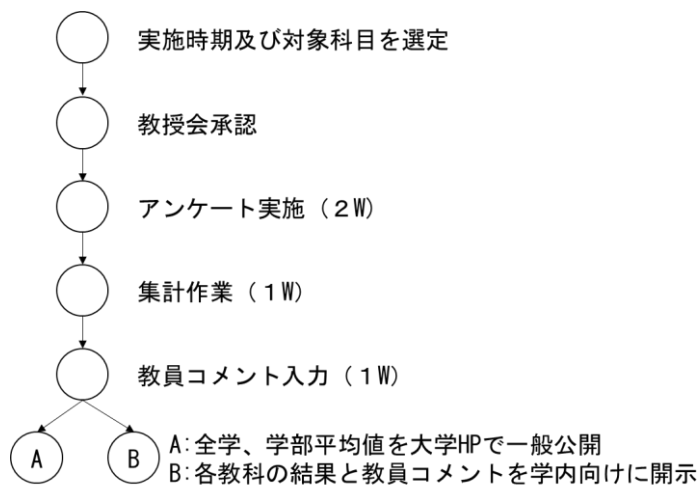 実施時期及び対象科目を選定
教授会承認
アンケート実施（２W）
集計作業（１W）
教員コメント入力（１W）
A
B
A:全学、学部平均値を大学HPで一般公開
B:各教科の結果と教員コメントを学内向けに開示